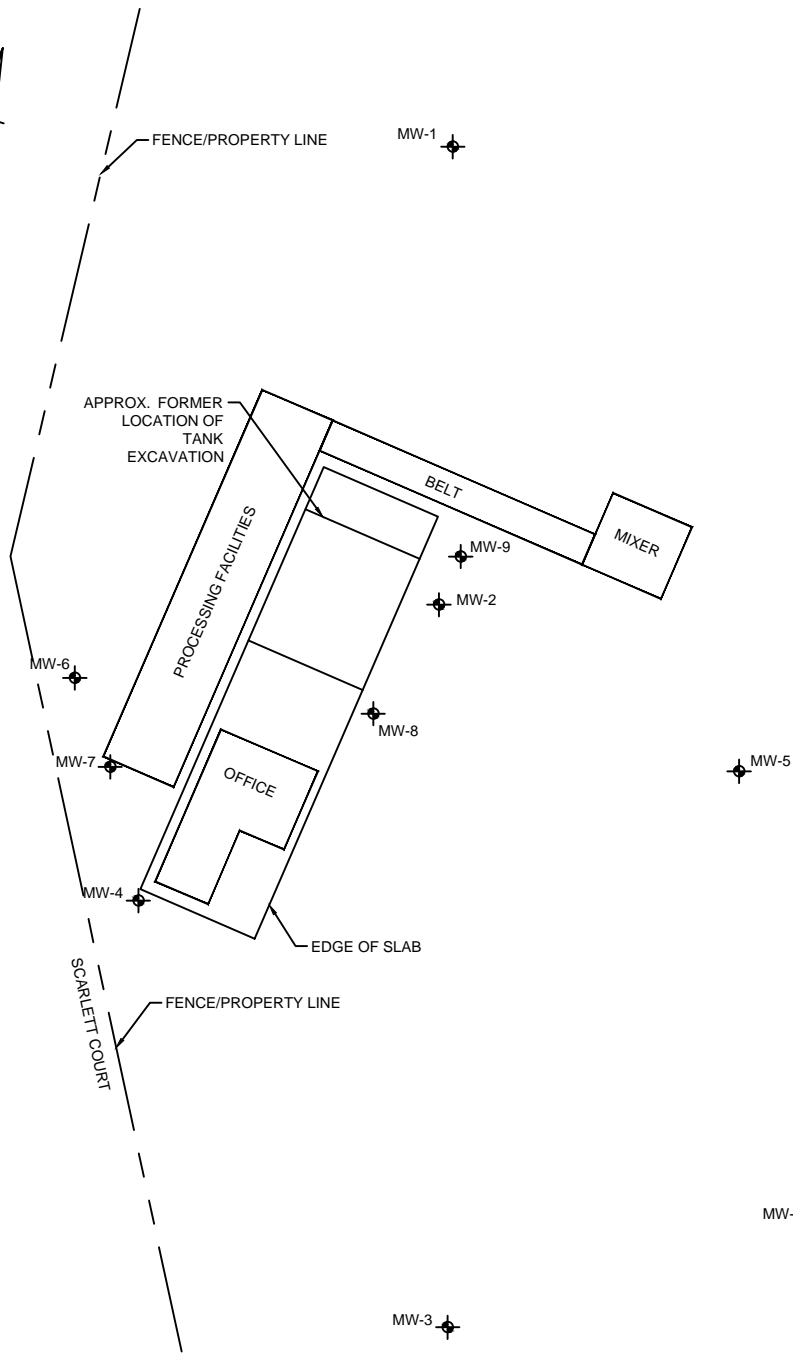 FENCE/PROPERTY LINE
MW-1
APPROX. FORMER
LOCATION OF
TANK
EXCAVATION
BELT
MIXER
PROCESSING FACILITIES
MW-9
MW-2
MW-6
MW-8
MW-7
MW-5
OFFICE
MW-4
EDGE OF SLAB
SCARLETT COURT
FENCE/PROPERTY LINE
MW-
MW-3